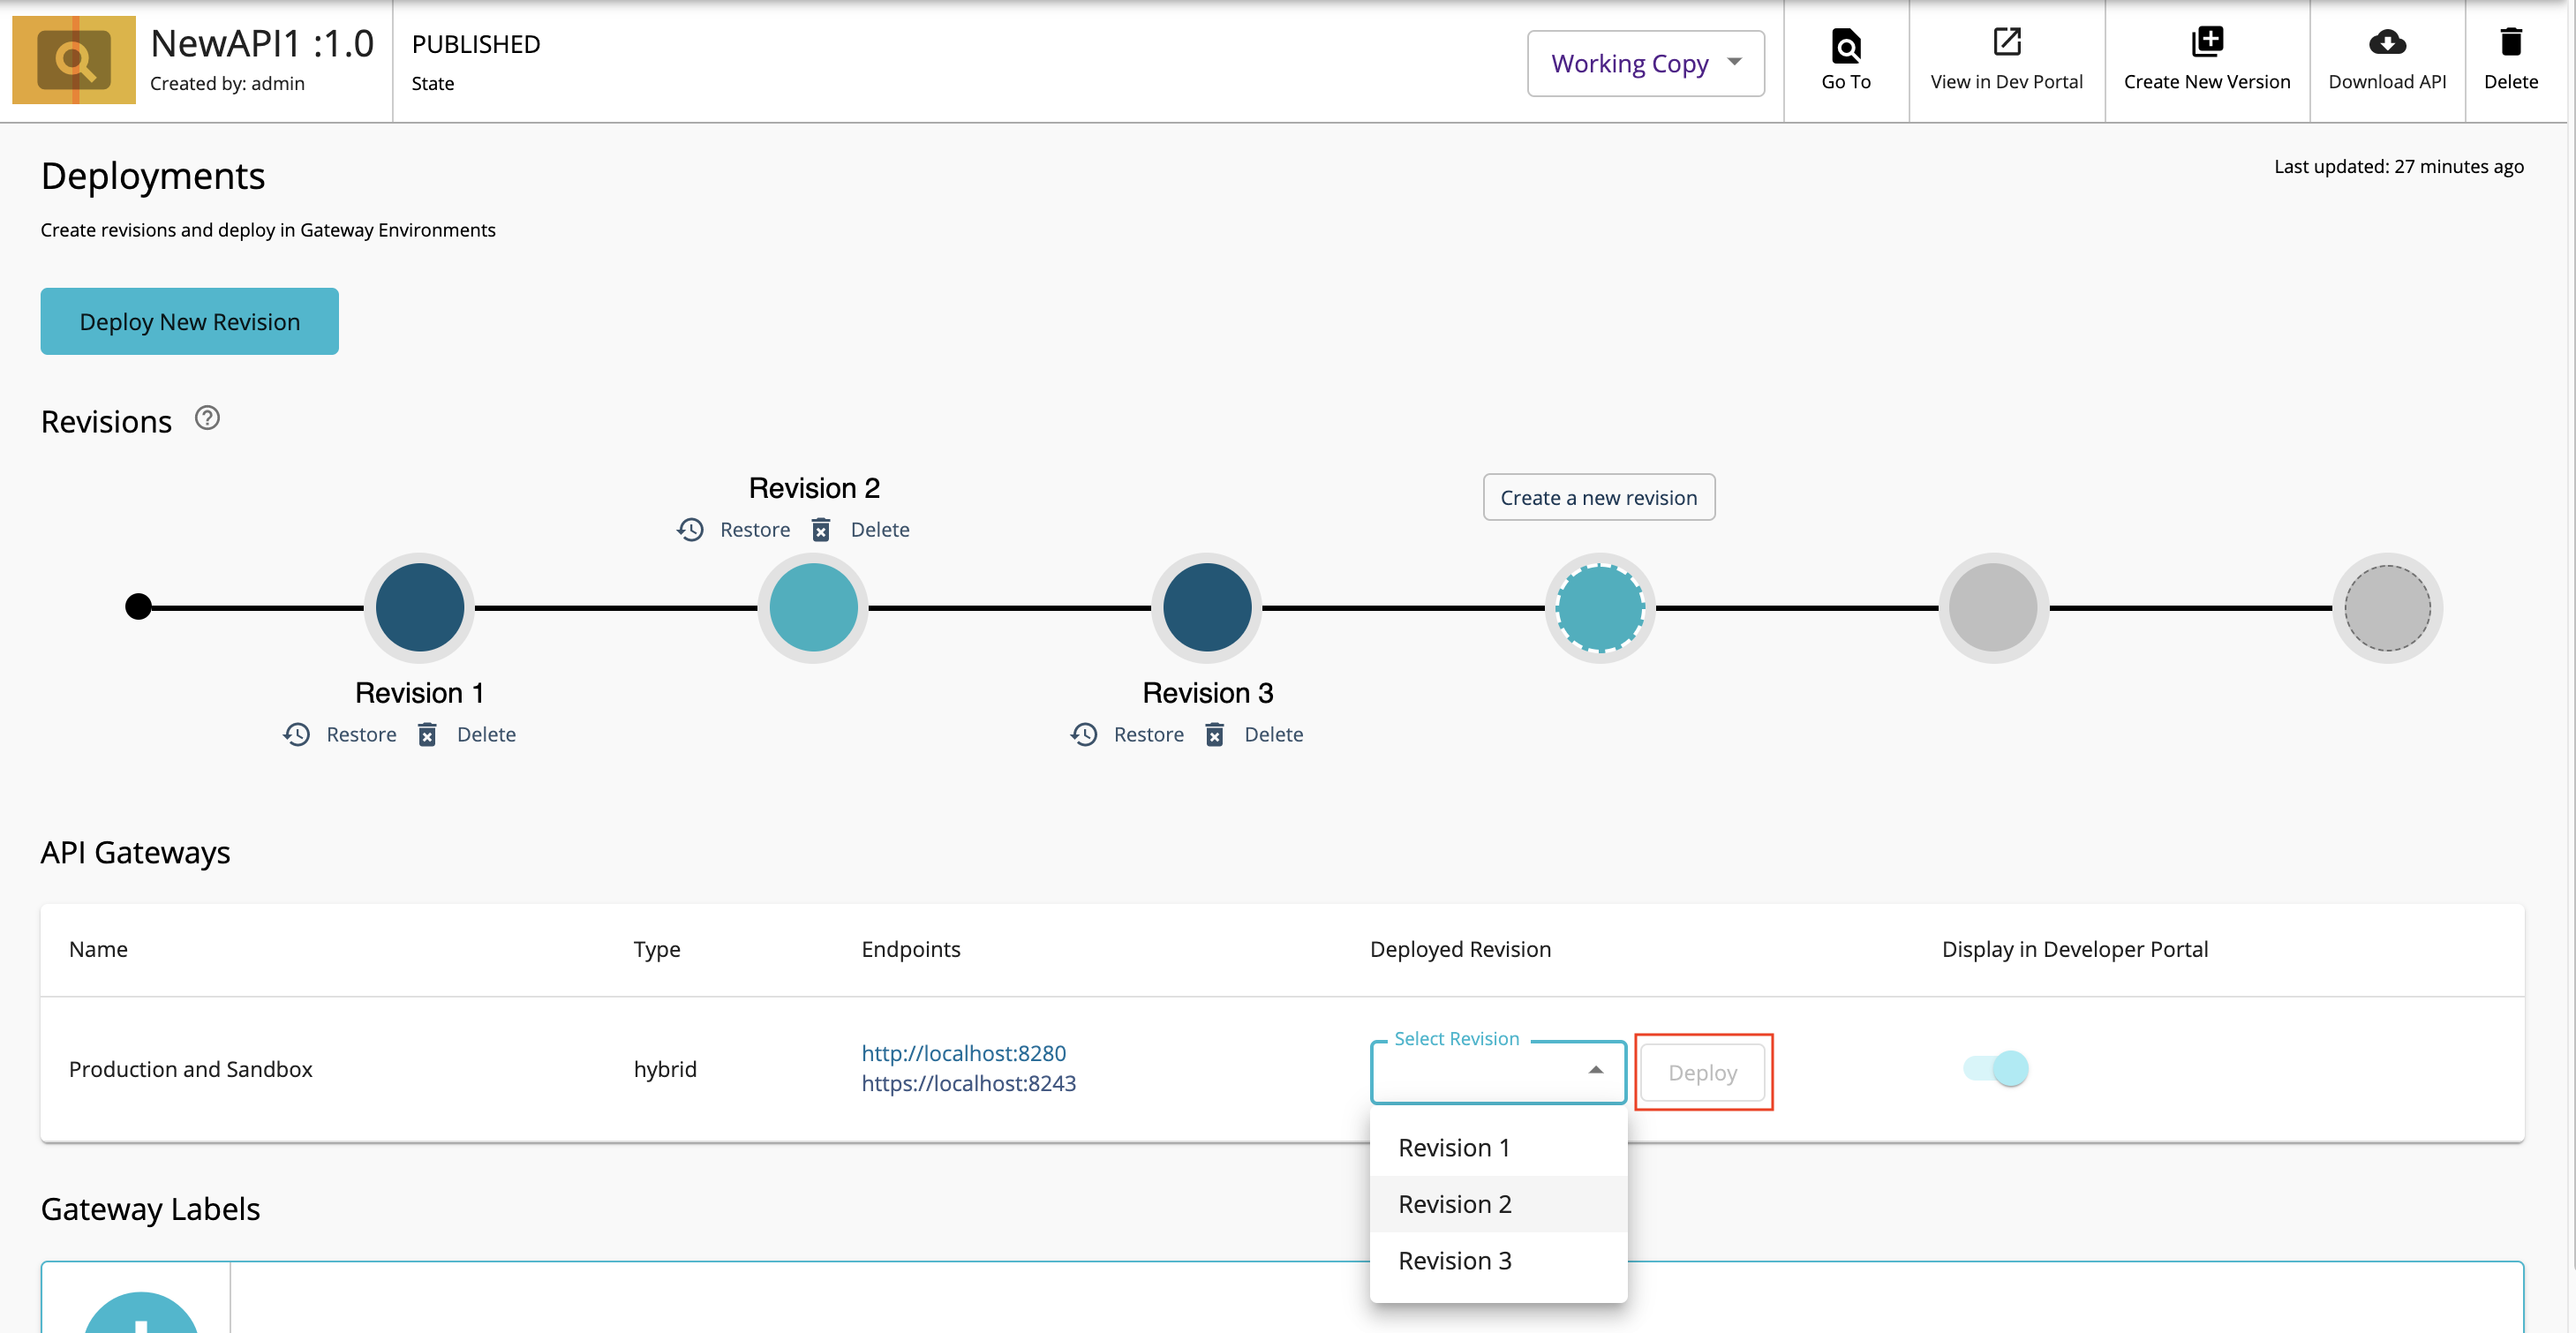 NewAPI1 :1.0
Created by: admin
PUBLISHED
State
Working Copy
Go To
View in Dev Portal
Create New Version
Download API
Delete
Deployments
Last updated: 27 minutes ago
Create revisions and deploy in Gateway Environments
Deploy New Revision
Revisions
Revision 2
Restore Delete
Create a new revision
Revision 1
Restore Delete
Revision 3
Restore Delete
API Gateways
Name Type Endpoints Deployed Revision Display in Developer Portal
Select Revision
Production and Sandbox hybrid
http://localhost:8280
https://localhost:8243
Deploy
Revision 1
Revision 2
Revision 3
Gateway Labels